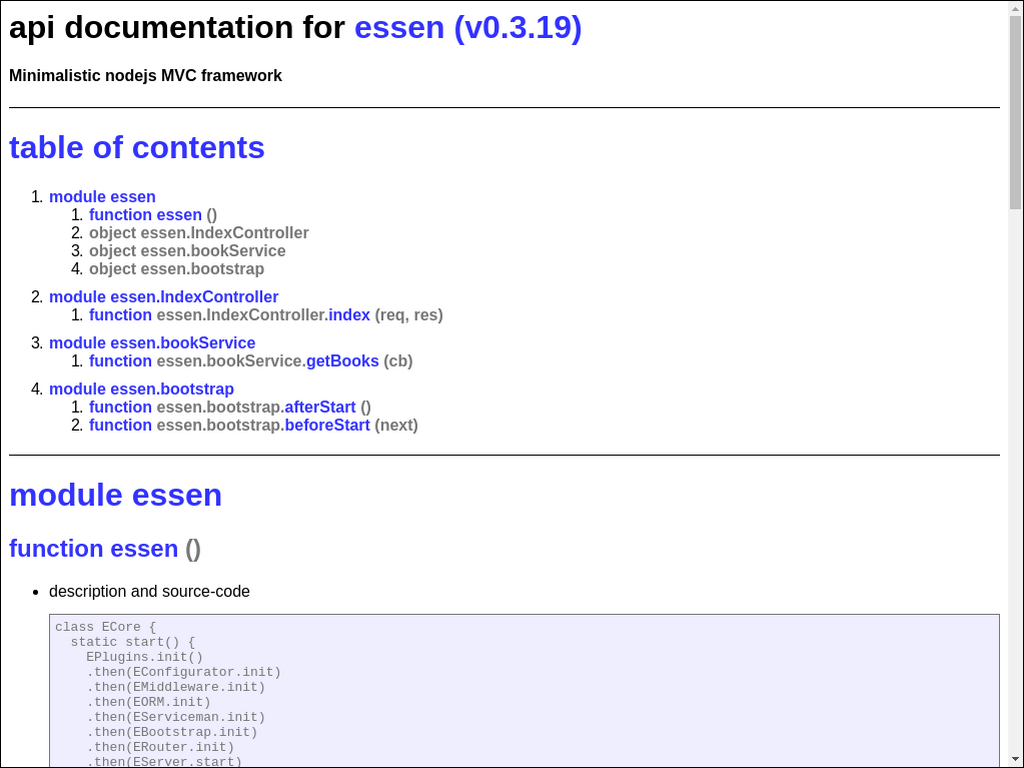 api documentation for essen (v0.3.19)
Minimalistic nodejs MVC framework
table of contents
1. module essen
1. function essen ()
2. object essen.IndexController
3. object essen.bookService
4. object essen.bootstrap
2. module essen.IndexController
1. function essen.IndexController.index (req, res)
3. module essen.bookService
1. function essen.bookService.getBooks (cb)
4. module essen.bootstrap
1. function essen.bootstrap.afterStart ()
2. function essen.bootstrap.beforeStart (next)
module essen
function essen ()
• description and source-code
class ECore {
  static start() {
    EPlugins.init()
    .then(EConfigurator.init)
    .then(EMiddleware.init)
    .then(EORM.init)
    .then(EServiceman.init)
    .then(EBootstrap.init)
    .then(ERouter.init)
    .then(EServer.start)